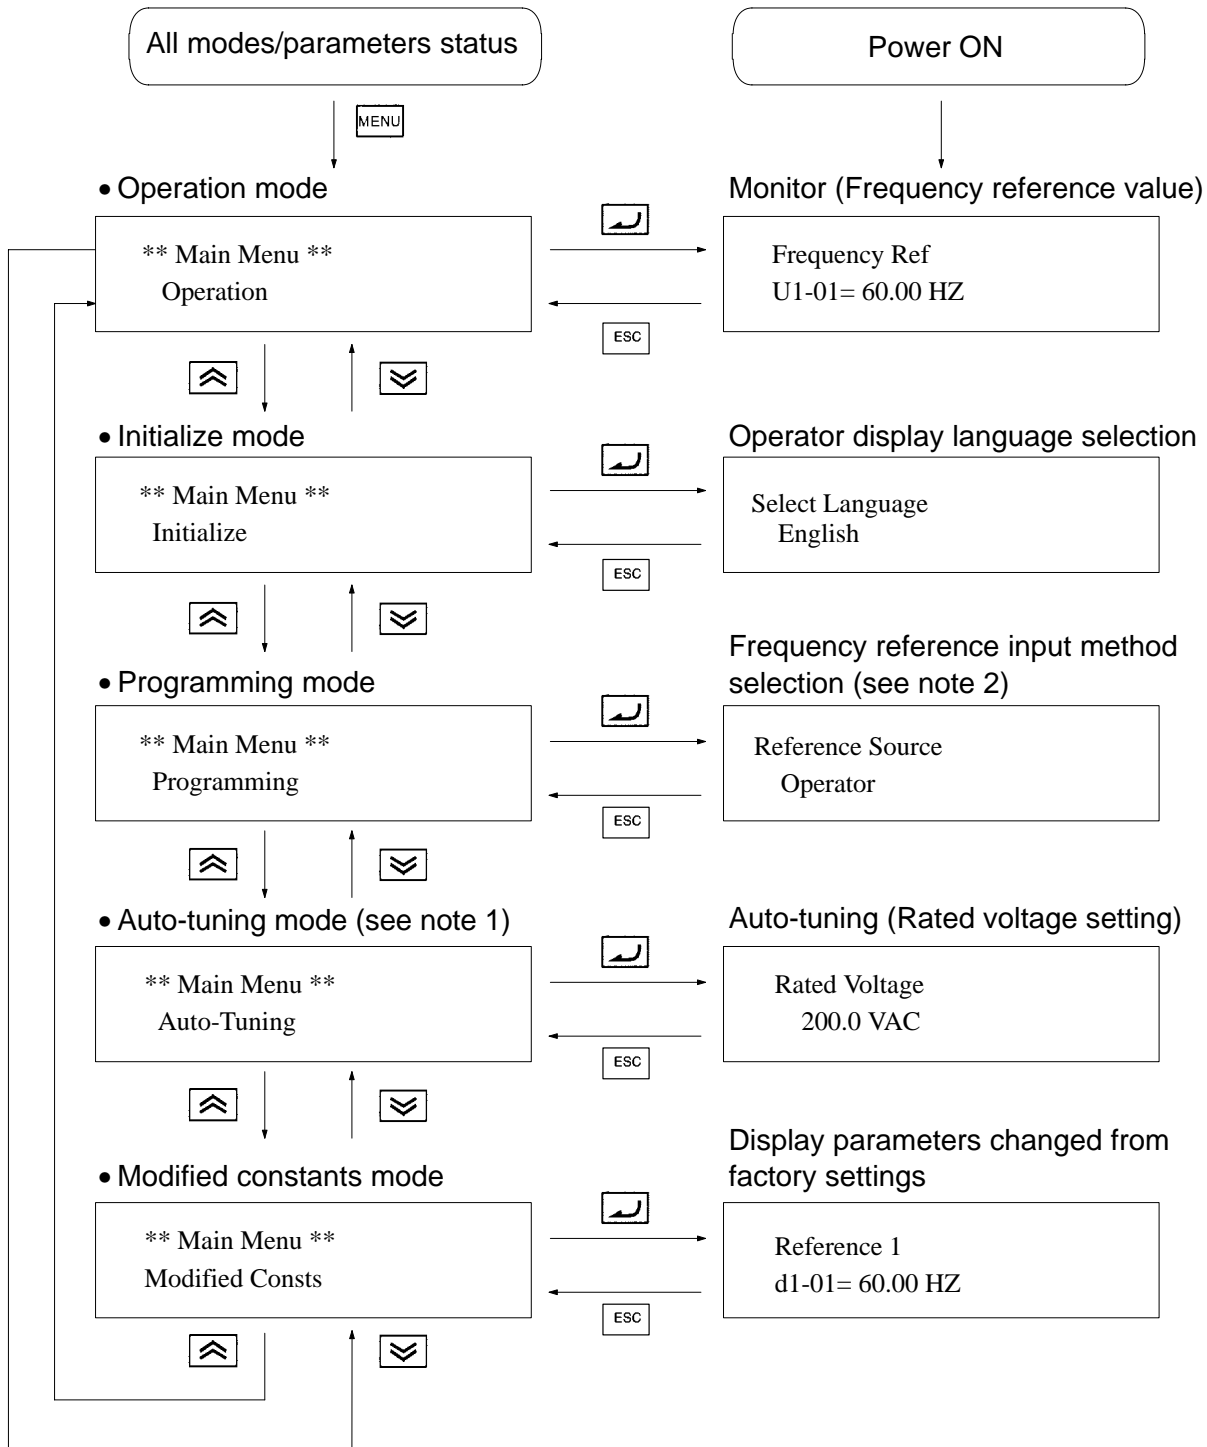 All modes/parameters status
Power ON
MENU
• Operation mode
Monitor (Frequency reference value)
** Main Menu **
Operation
Frequency Ref
U1-01= 60.00 HZ
ESC
• Initialize mode
Operator display language selection
** Main Menu **
Initialize
Select Language
English
ESC
• Programming mode
Frequency reference input method
selection (see note 2)
** Main Menu **
Programming
Reference Source
Operator
ESC
• Auto-tuning mode (see note 1)
Auto-tuning (Rated voltage setting)
** Main Menu **
Auto-Tuning
Rated Voltage
200.0 VAC
ESC
• Modified constants mode
Display parameters changed from
factory settings
** Main Menu **
Modified Consts
Reference 1
d1-01= 60.00 HZ
ESC